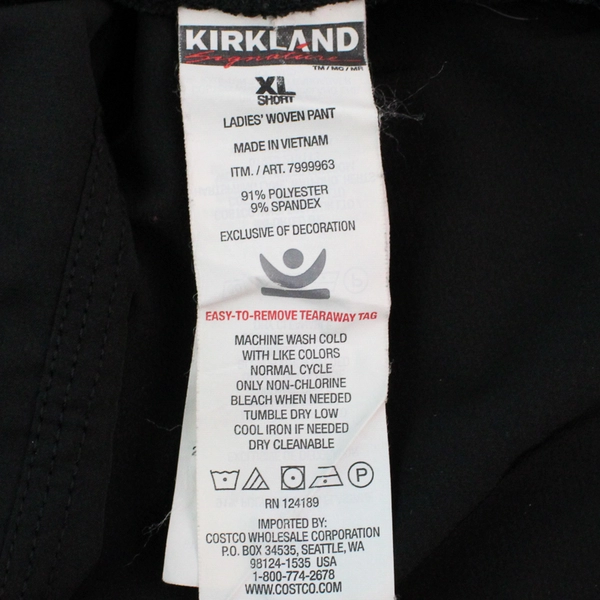 KIRKLAND
Signature
TM/MC/MR
XL
SHORT
LADIES' WOVEN PANT
MADE IN VIETNAM
ITM. / ART. 7999963
91% POLYESTER
9% SPANDEX
EXCLUSIVE OF DECORATION
EASY-TO-REMOVE TEARAWAY TAG
MACHINE WASH COLD
WITH LIKE COLORS
NORMAL CYCLE
ONLY NON-CHLORINE
BLEACH WHEN NEEDED
TUMBLE DRY LOW
COOL IRON IF NEEDED
DRY CLEANABLE
P
RN 124189
IMPORTED BY:
COSTCO WHOLESALE CORPORATION
P.O. BOX 34535, SEATTLE, WA
98124-1535 USA
1-800-774-2678
WWW.COSTCO.COM